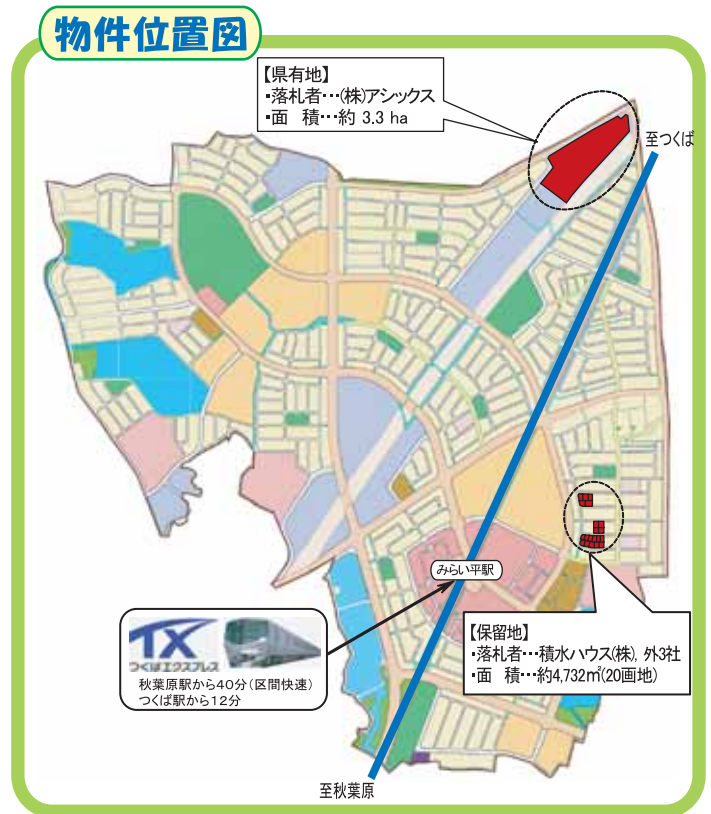 物件位置図
【県有地】
・落札者・・・(株)アシックス
・面　積・・・約 3.3 ha
至つくば
みらい平駅
【保留地】
・落札者・・・積水ハウス(株), 外3社
・面　積・・・約4,732㎡(20画地)
TX
つくばエクスプレス
秋葉原駅から40分(区間快速)
つくば駅から12分
至秋葉原